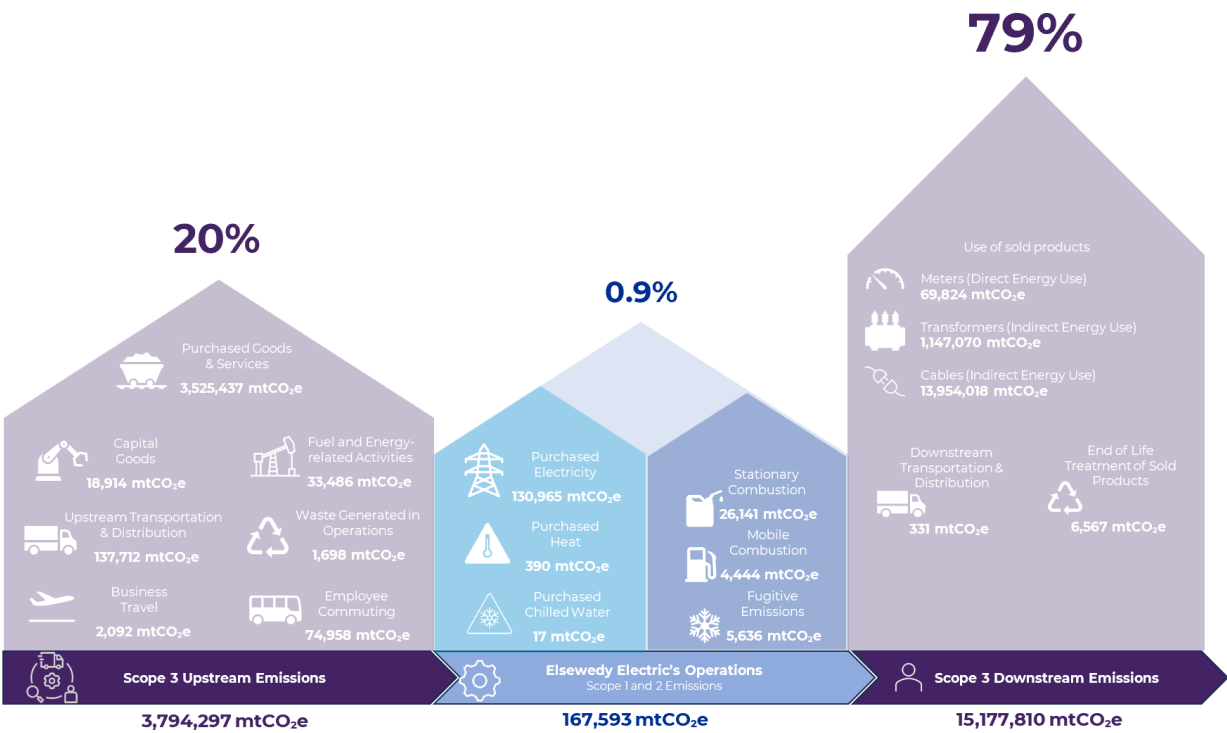 79%
20%
0.9%
Purchased Goods
& Services
3,525,437 mtCO₂e
Capital
Goods
18,914 mtCO₂e
Fuel and Energy-
related Activities
33,486 mtCO₂e
Upstream Transportation
& Distribution
137,712 mtCO₂e
Waste Generated in
Operations
1,698 mtCO₂e
Business
Travel
2,092 mtCO₂e
Employee
Commuting
74,958 mtCO₂e
Purchased
Electricity
130,965 mtCO₂e
Purchased
Heat
390 mtCO₂e
Purchased
Chilled Water
17 mtCO₂e
Stationary
Combustion
26,141 mtCO₂e
Mobile
Combustion
4,444 mtCO₂e
Fugitive
Emissions
5,636 mtCO₂e
Use of sold products
Meters (Direct Energy Use)
69,824 mtCO₂e
Transformers (Indirect Energy Use)
1,147,070 mtCO₂e
Cables (Indirect Energy Use)
13,954,018 mtCO₂e
Downstream
Transportation &
Distribution
331 mtCO₂e
End of Life
Treatment of Sold
Products
6,567 mtCO₂e
Scope 3 Upstream Emissions
Elsewedy Electric's Operations
Scope 1 and 2 Emissions
Scope 3 Downstream Emissions
3,794,297 mtCO₂e
167,593 mtCO₂e
15,177,810 mtCO₂e